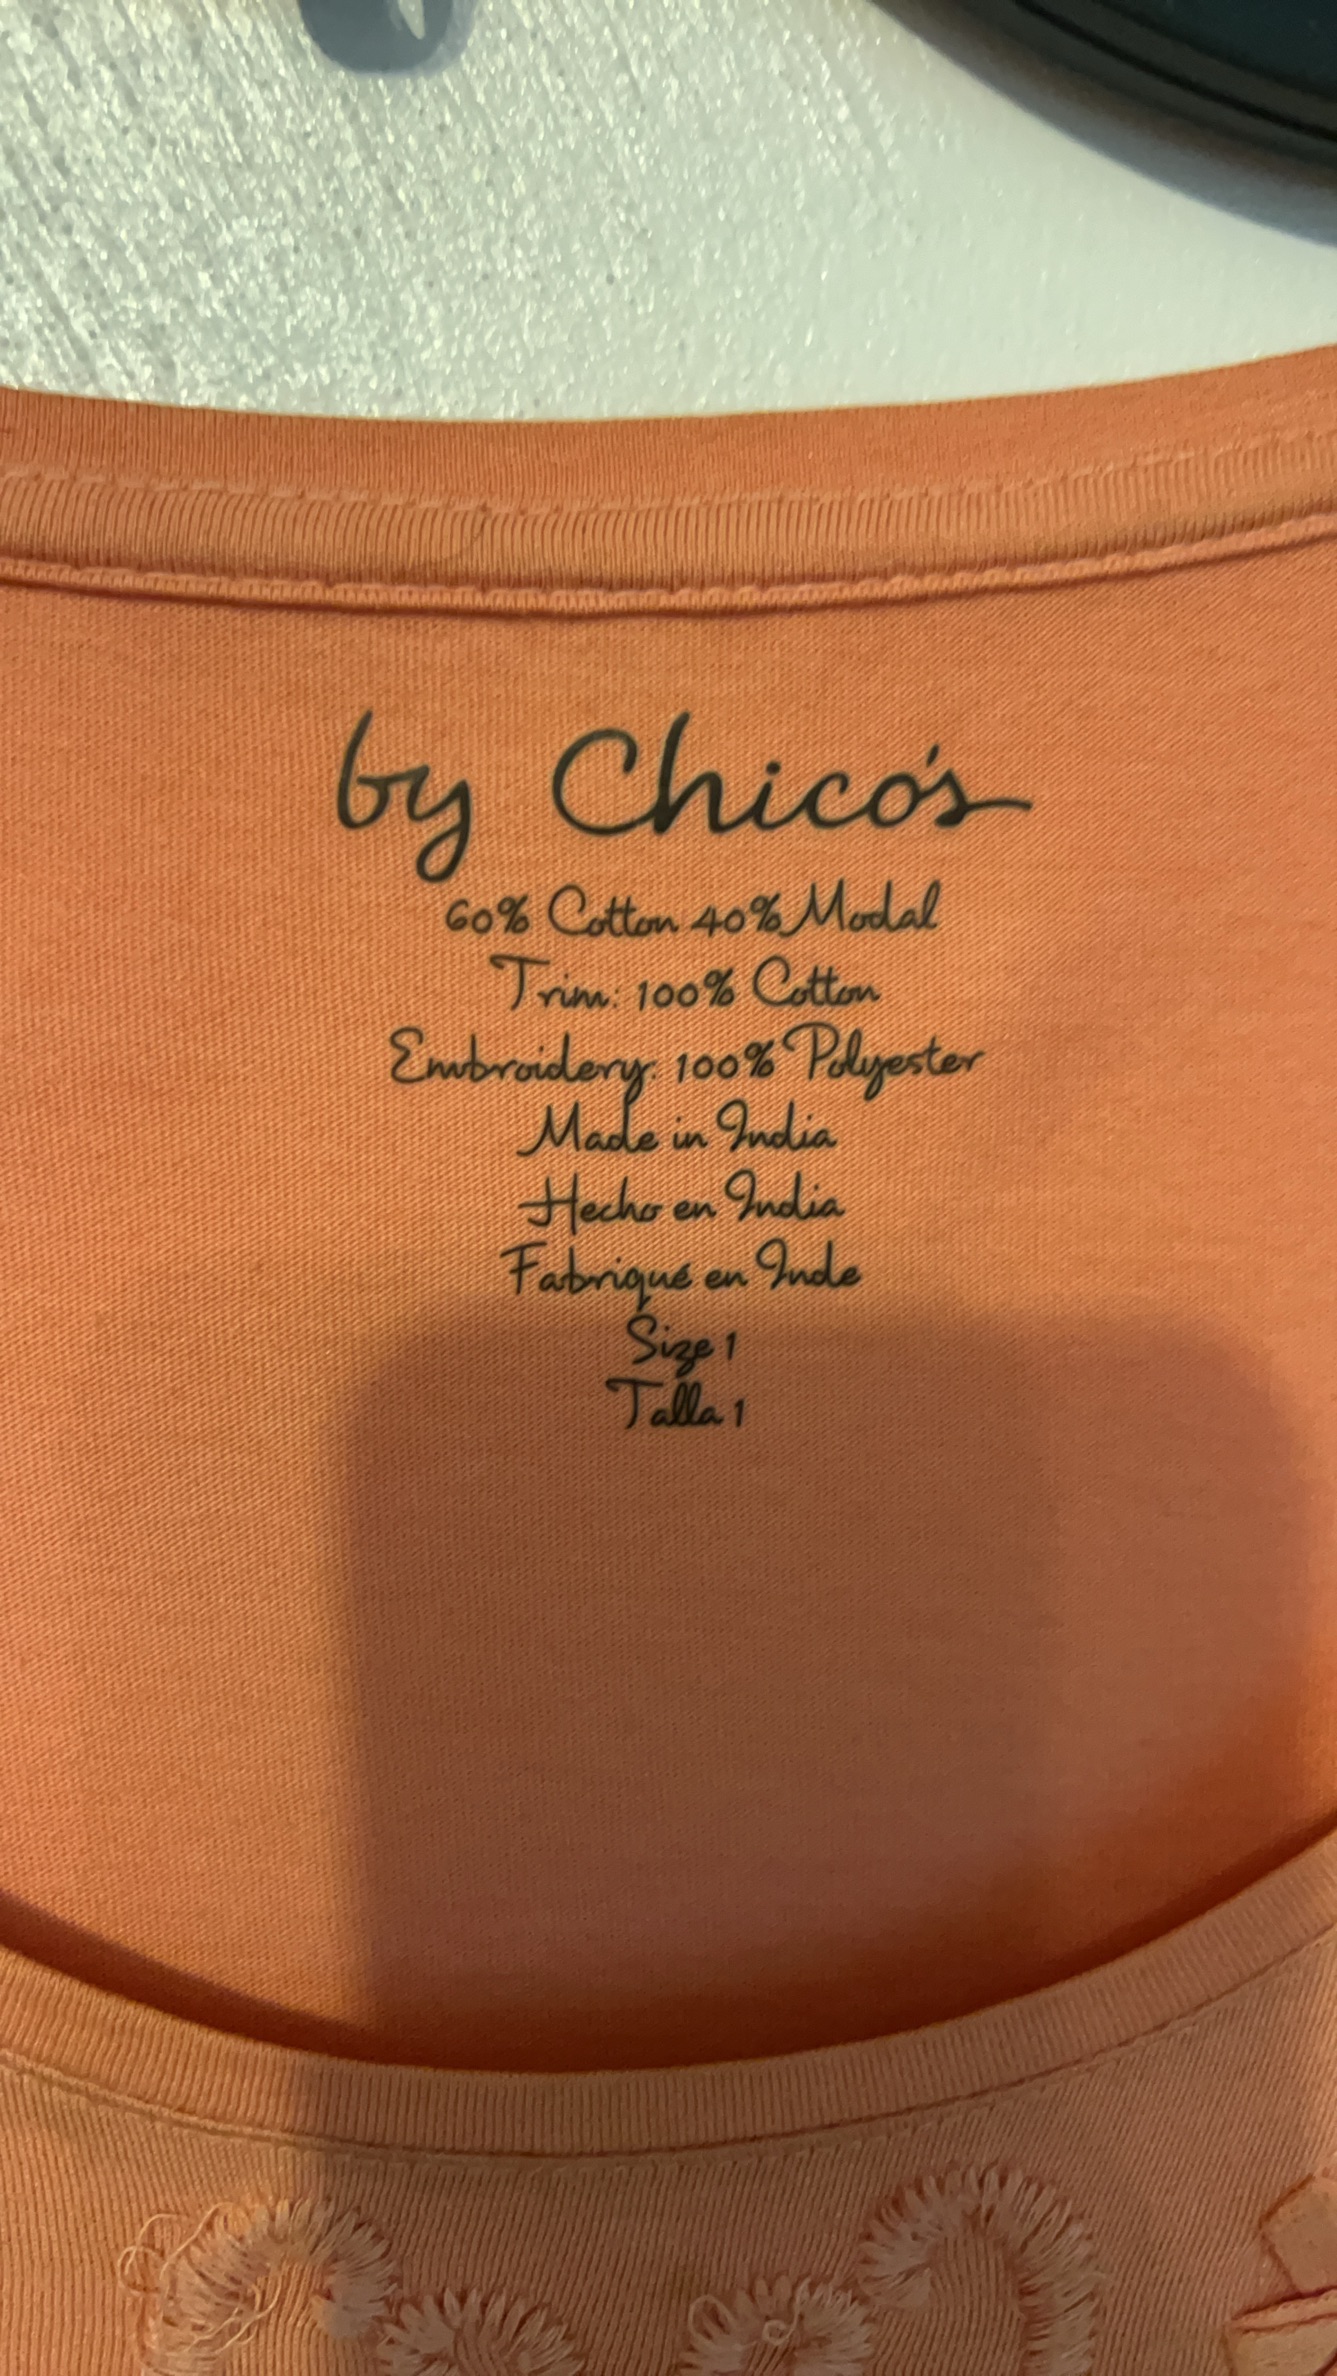 by Chico's
60% Cotton 40% Modal
Trim: 100% Cotton
Embroidery: 100% Polyester
Made in India
Hecho en India
Fabriqué en Inde
Size 1
Talla 1